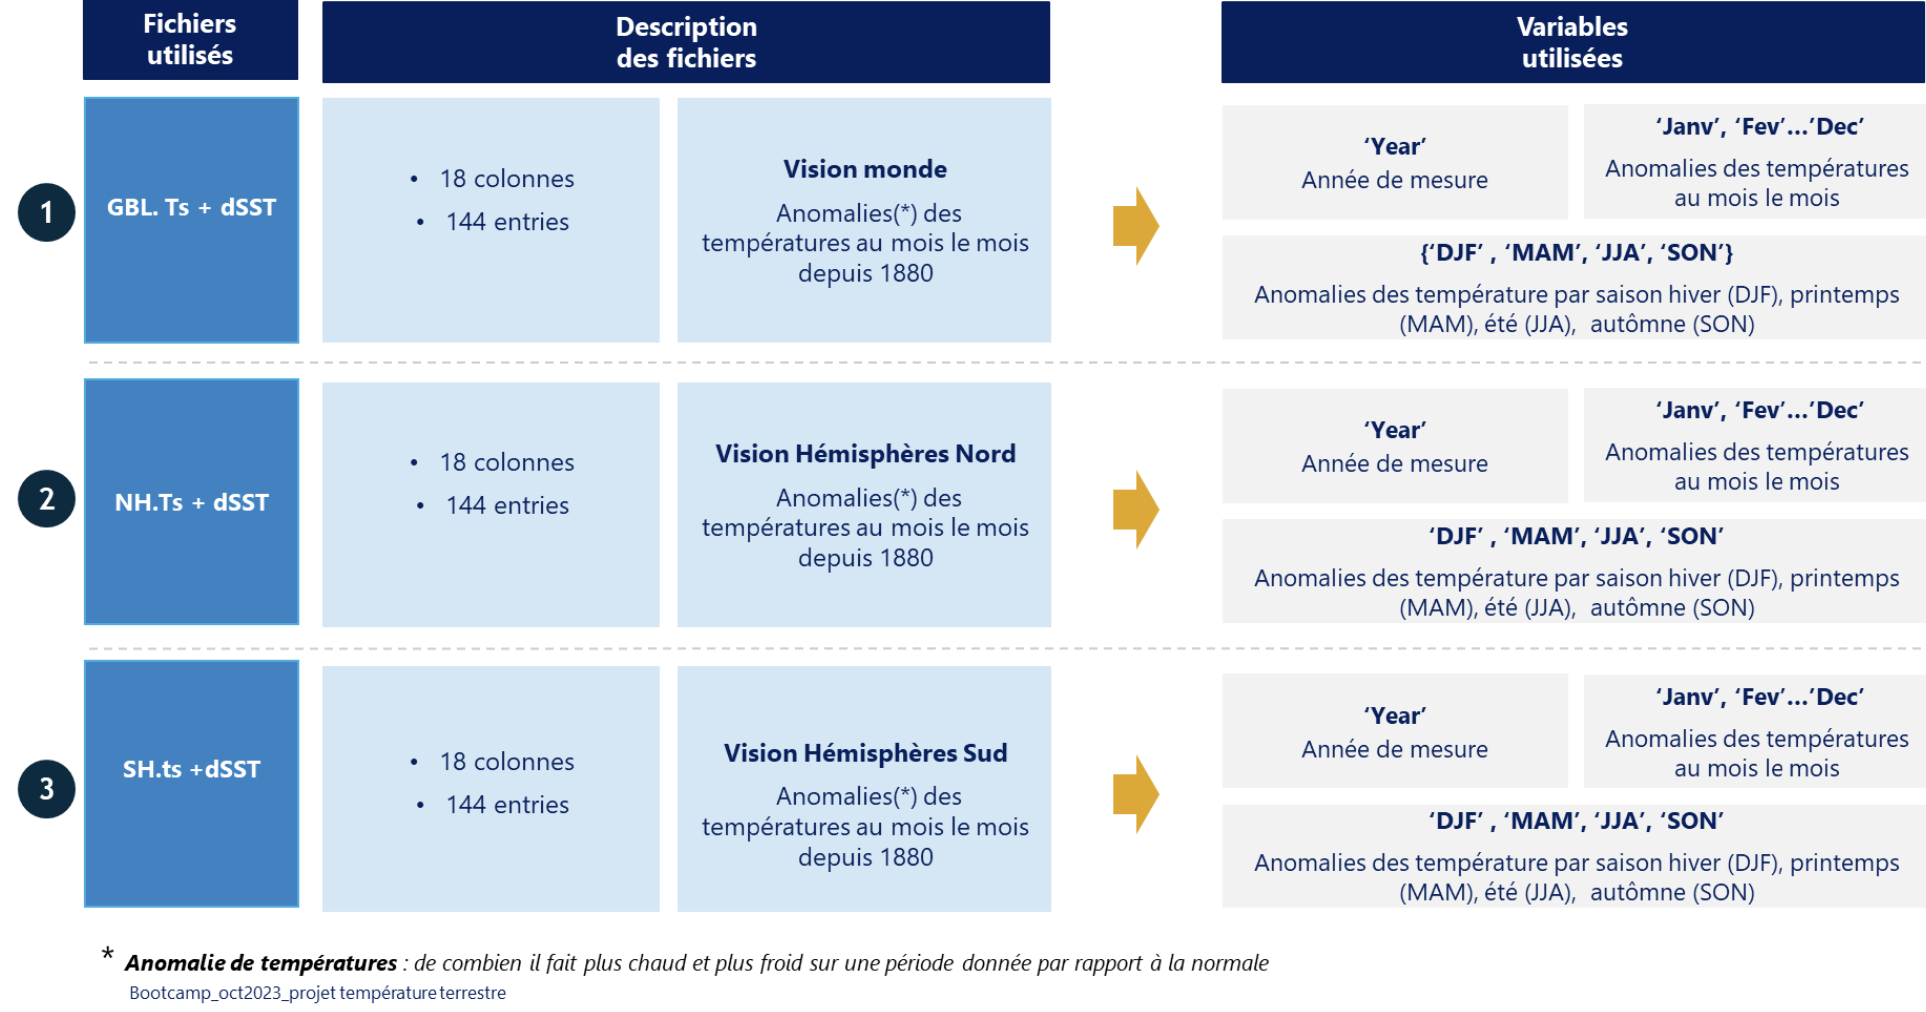 Fichiers
utilisés
Description
des fichiers
Variables
utilisées
1
GBL. Ts + dSST
• 18 colonnes
• 144 entries
Vision monde
Anomalies(*) des
températures au mois le mois
depuis 1880
‘Year’
Année de mesure
‘Janv’, ‘Fev’...’Dec’
Anomalies des températures
au mois le mois
{‘DJF’ , ‘MAM’, ‘JJA’, ‘SON’}
Anomalies des température par saison hiver (DJF), printemps
(MAM), été (JJA), autômne (SON)
2
NH.Ts + dSST
• 18 colonnes
• 144 entries
Vision Hémisphères Nord
Anomalies(*) des
températures au mois le mois
depuis 1880
‘Year’
Année de mesure
‘Janv’, ‘Fev’...’Dec’
Anomalies des températures
au mois le mois
‘DJF’ , ‘MAM’, ‘JJA’, ‘SON’
Anomalies des température par saison hiver (DJF), printemps
(MAM), été (JJA), autômne (SON)
3
SH.ts +dSST
• 18 colonnes
• 144 entries
Vision Hémisphères Sud
Anomalies(*) des
températures au mois le mois
depuis 1880
‘Year’
Année de mesure
‘Janv’, ‘Fev’...’Dec’
Anomalies des températures
au mois le mois
‘DJF’ , ‘MAM’, ‘JJA’, ‘SON’
Anomalies des température par saison hiver (DJF), printemps
(MAM), été (JJA), autômne (SON)
* Anomalie de températures : de combien il fait plus chaud et plus froid sur une période donnée par rapport à la normale
Bootcamp_oct2023_projet température terrestre